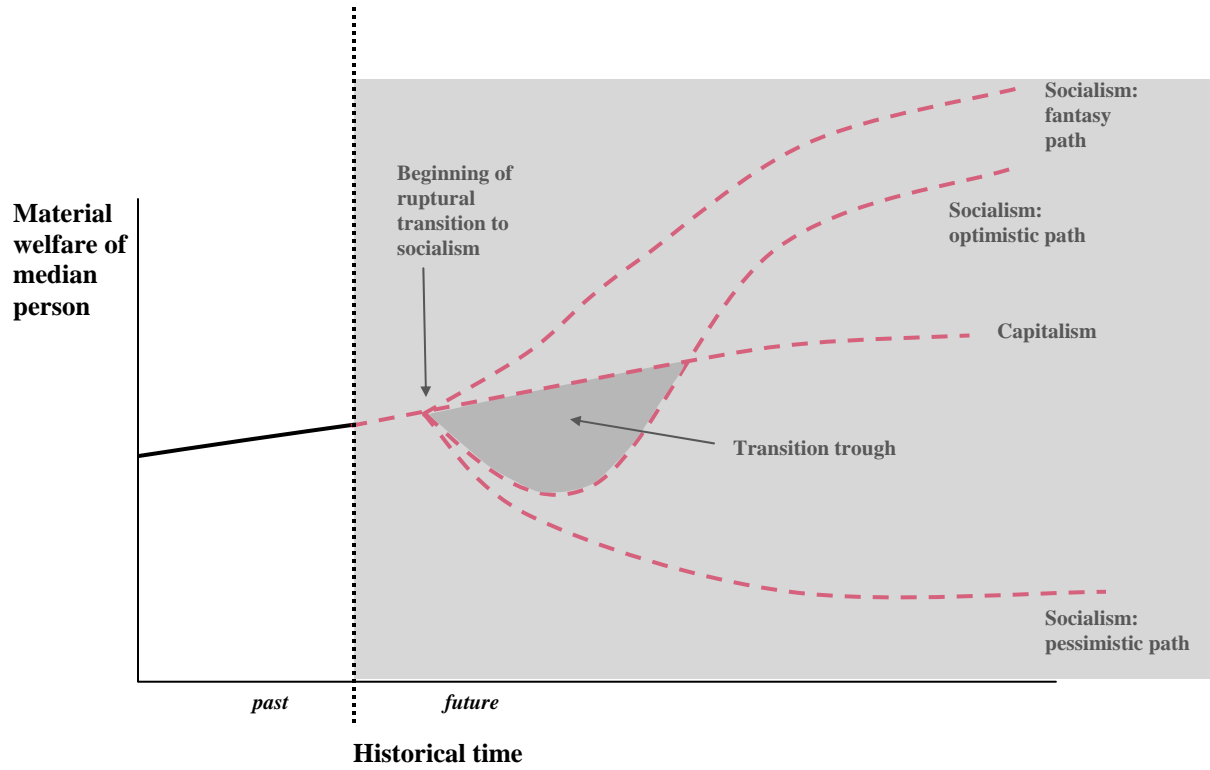 Socialism:
fantasy
path
Beginning of
ruptural
transition to
socialism
Material
welfare of
median
person
Socialism:
optimistic path
Capitalism
Transition trough
Socialism:
pessimistic path
past
future
Historical time